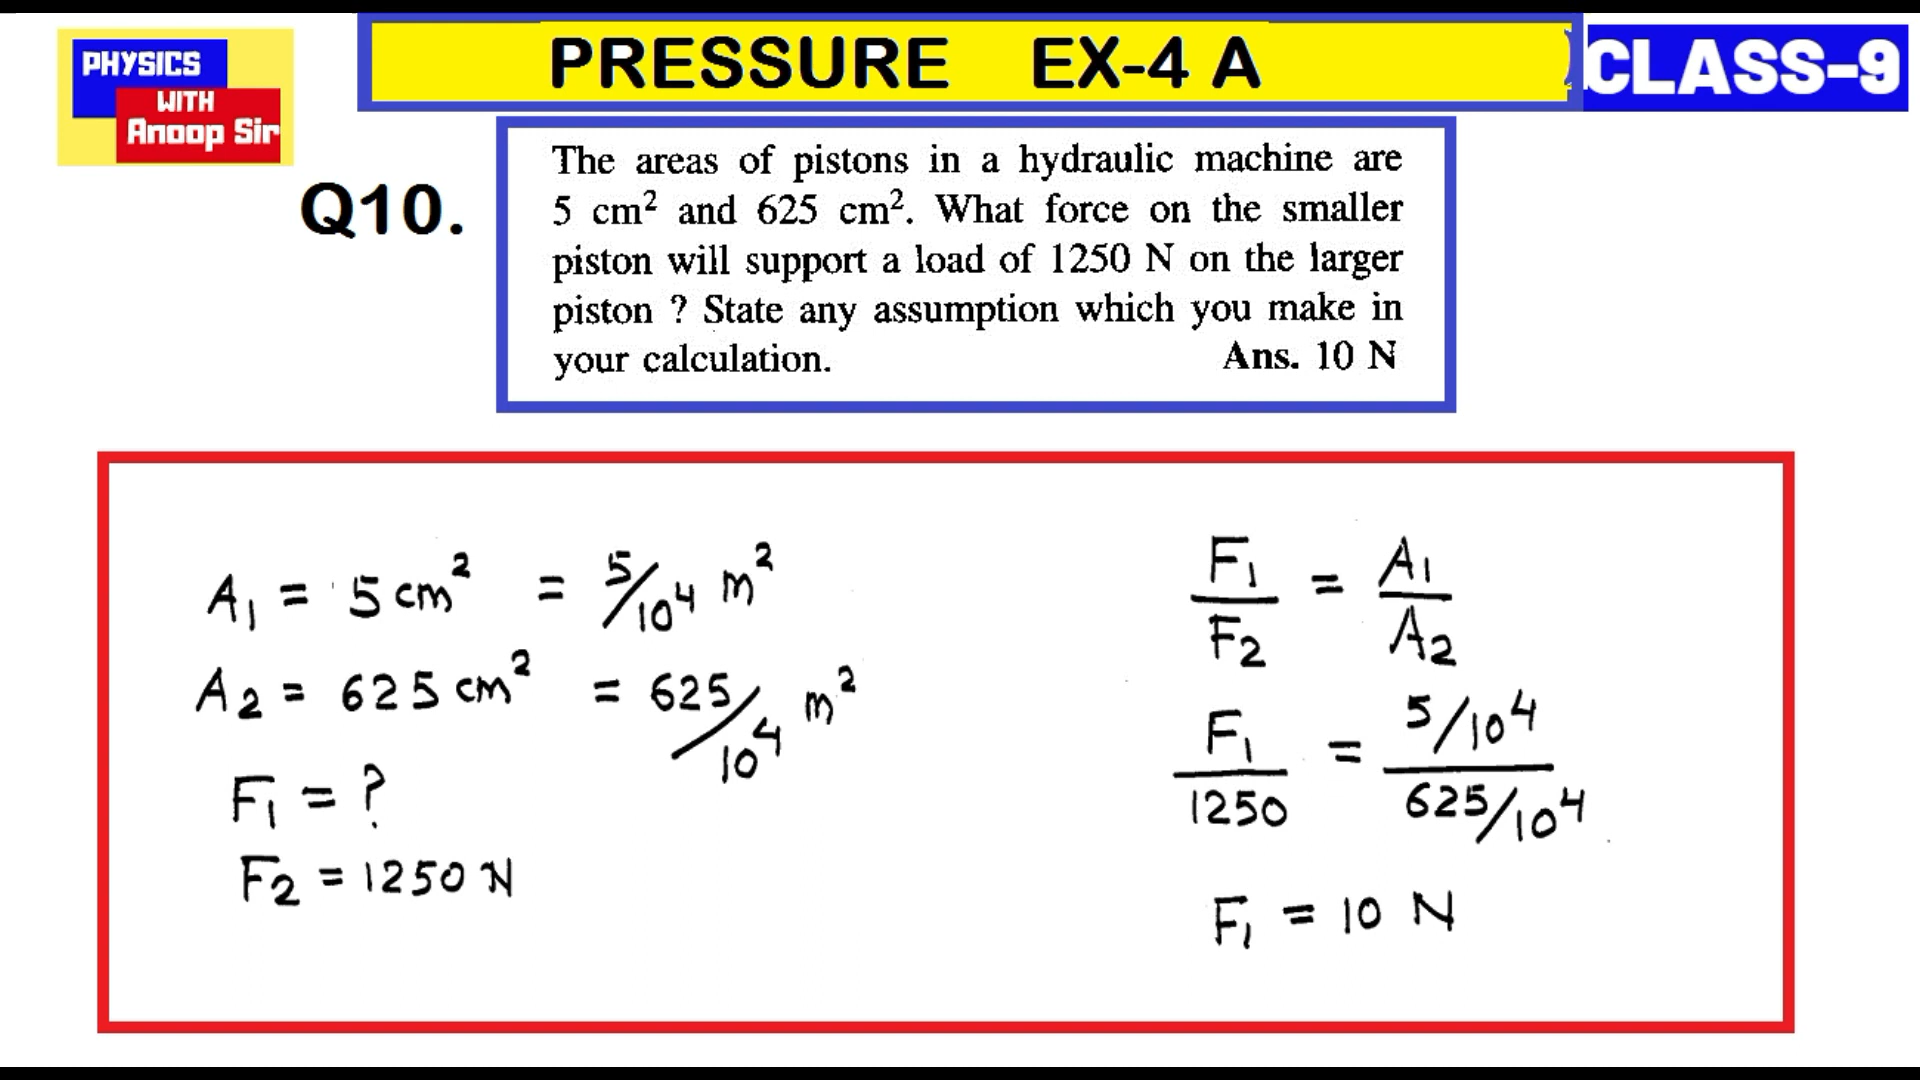 PHYSICS
WITH
Anoop Sir
PRESSURE EX-4 A
CLASS-9
Q10.
The areas of pistons in a hydraulic machine are
5 cm² and 625 cm². What force on the smaller
piston will support a load of 1250 N on the larger
piston ? State any assumption which you make in
your calculation. Ans. 10 N
A₁ = 5 cm² = 5/10⁴ m²
A₂ = 625 cm² = 625/10⁴ m²
F₁ = ?
F₂ = 1250 N
F₁/F₂ = A₁/A₂
F₁/1250 = 5/10⁴ / 625/10⁴
F₁ = 10 N